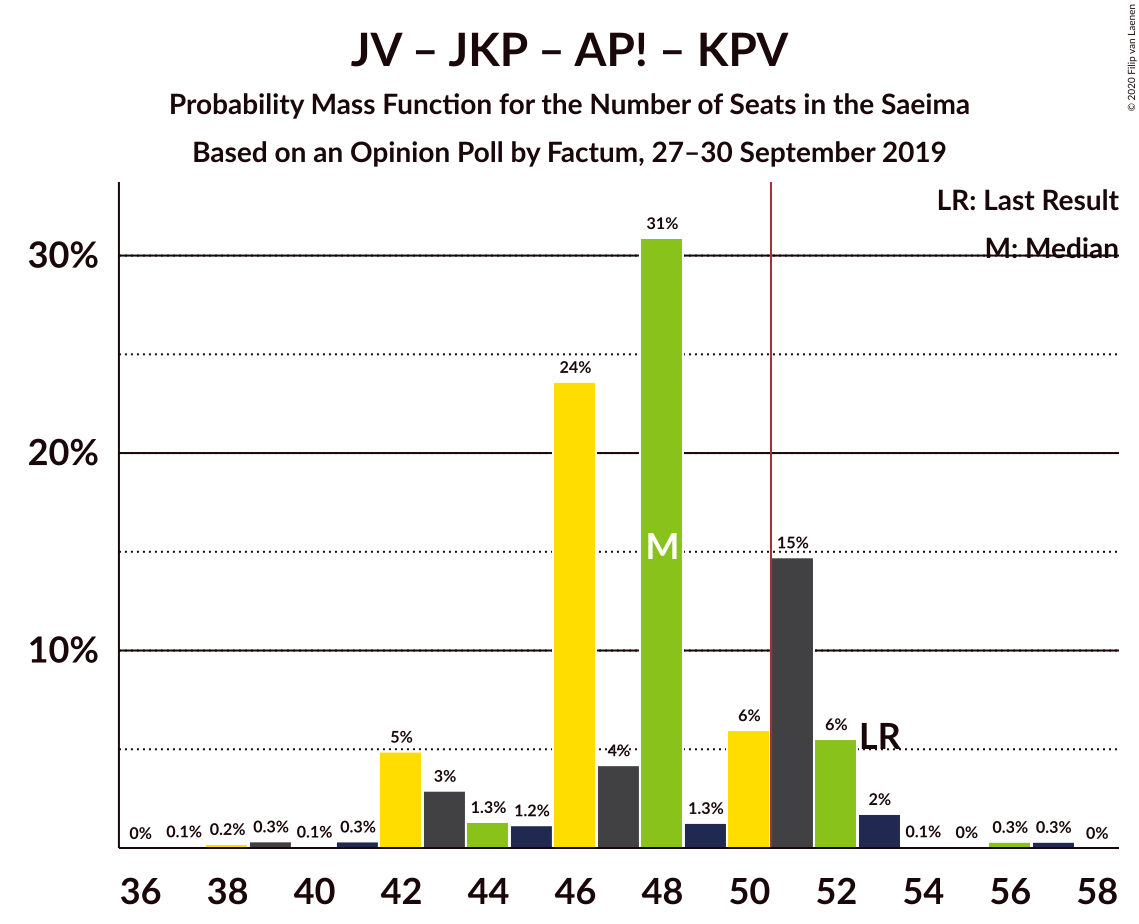 JV – JKP – AP! – KPV
Probability Mass Function for the Number of Seats in the Saeima
Based on an Opinion Poll by Factum, 27–30 September 2019
© 2020 Filip van Laenen
LR: Last Result
M: Median
30%
20%
10%
0%
0.1%
0.2%
0.3%
0.1%
0.3%
5%
3%
1.3%
1.2%
24%
4%
31%
1.3%
6%
15%
6%
2%
0.1%
0%
0.3%
0.3%
0%
M
LR
36 38 40 42 44 46 48 50 52 54 56 58